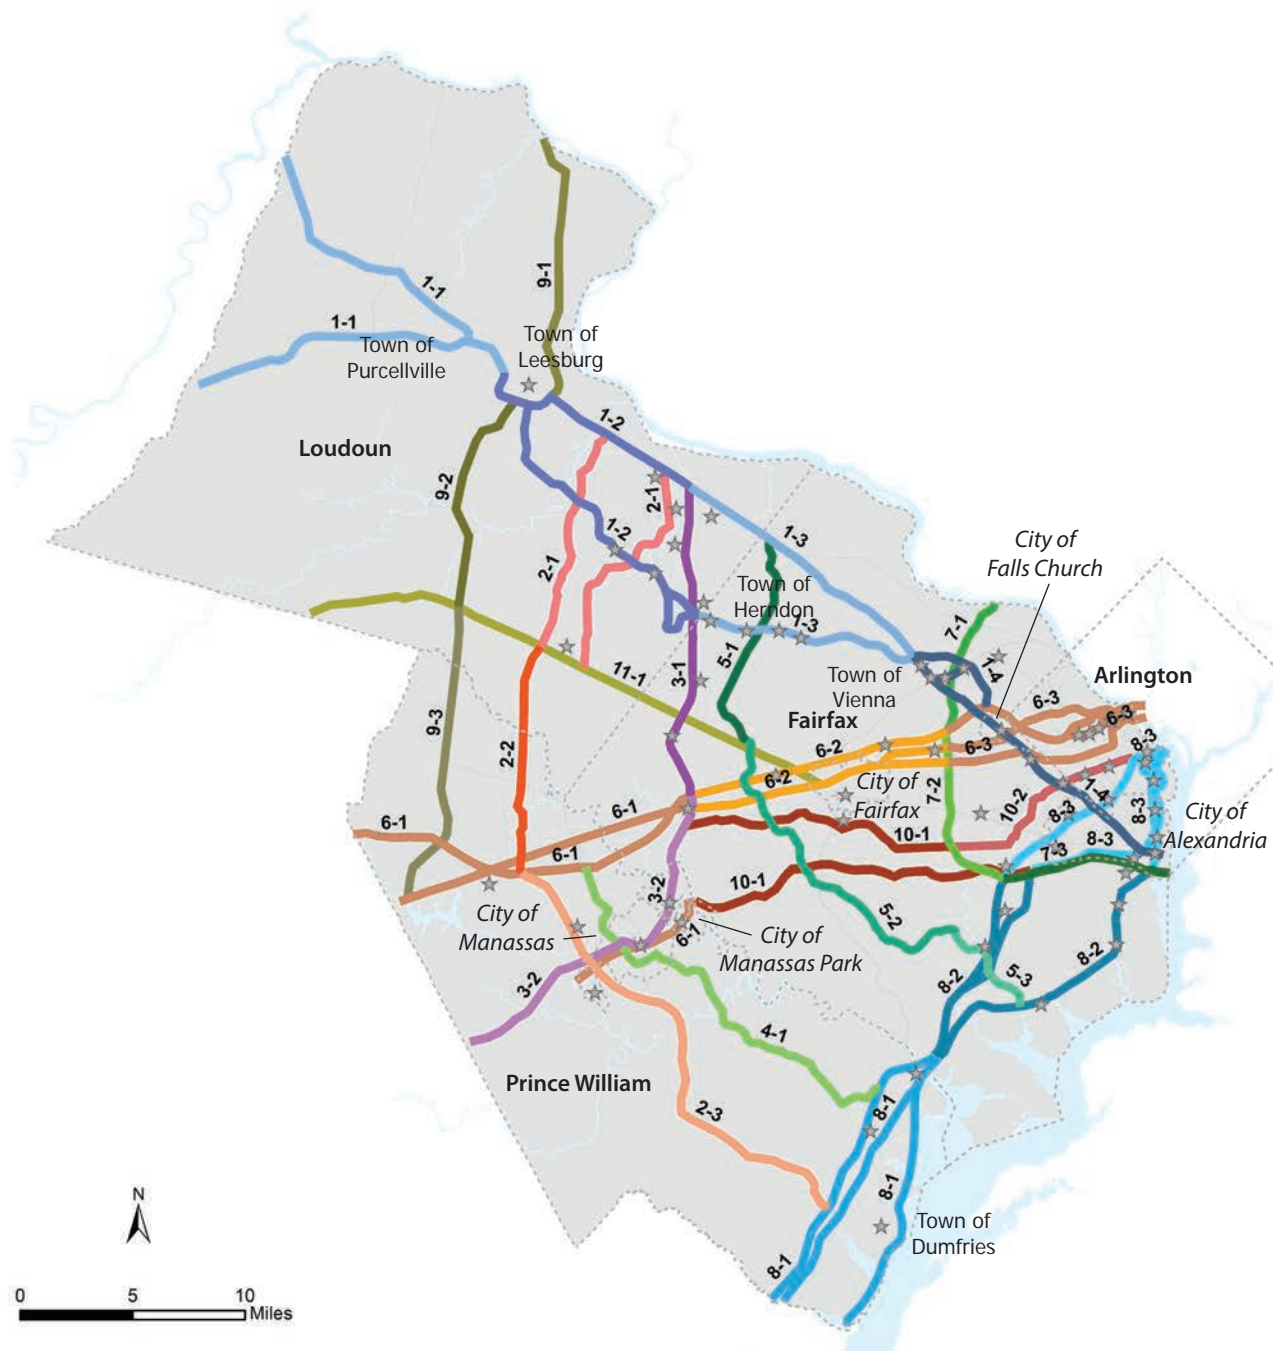 1-1
9-1
1-1
Town of
Purcellville
Town of
Leesburg
1-2
Loudoun
9-2
2-1
1-2
1-3
City of
Falls Church
2-1
Town of
Herndon
1-3
7-1
5-1
3-1
11-1
1-4
Town of
Vienna
Arlington
Fairfax
6-3
6-3
9-3
2-2
6-2
6-3
8-3
6-2
City of
Fairfax
7-2
10-2
1-4
8-3
8-3
City of
Alexandria
6-1
6-1
6-1
10-1
7-3
8-3
10-1
3-2
City of
Manassas
6-1
City of
Manassas Park
5-2
8-2
5-3
8-2
3-2
4-1
Prince William
2-3
8-1
8-1
Town of
Dumfries
8-1
N
0 5 10
Miles